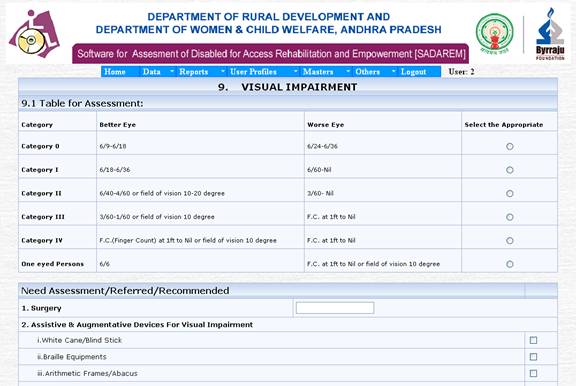 DEPARTMENT OF RURAL DEVELOPMENT AND
DEPARTMENT OF WOMEN & CHILD WELFARE, ANDHRA PRADESH
Software for Assesment of Disabled for Access Rehabilitation and Empowerment [SADAREM]
Byrraju
FOUNDATION
Home Data Reports User Profiles Masters Others Logout User: 2
9. VISUAL IMPAIRMENT
9.1 Table for Assessment:
Category Better Eye Worse Eye Select the Appropriate
Category 0 6/9-6/18 6/24-6/36
Category I 6/18-6/36 6/60-Nil
Category II 6/40-4/60 or field of vision 10-20 degree 3/60- Nil
Category III 3/60-1/60 or field of vision 10 degree F.C. at 1ft to Nil
Category IV F.C.(Finger Count) at 1ft to Nil or field of vision 10 degree F.C. at 1ft to Nil
One eyed Persons 6/6 F.C. at 1ft to Nil or field of vision 10 degree
Need Assessment/Referred/Recommended
1. Surgery
2. Assistive & Augmentative Devices For Visual Impairment
i.White Cane/Blind Stick
ii.Braille Equipments
iii.Arithmetic Frames/Abacus